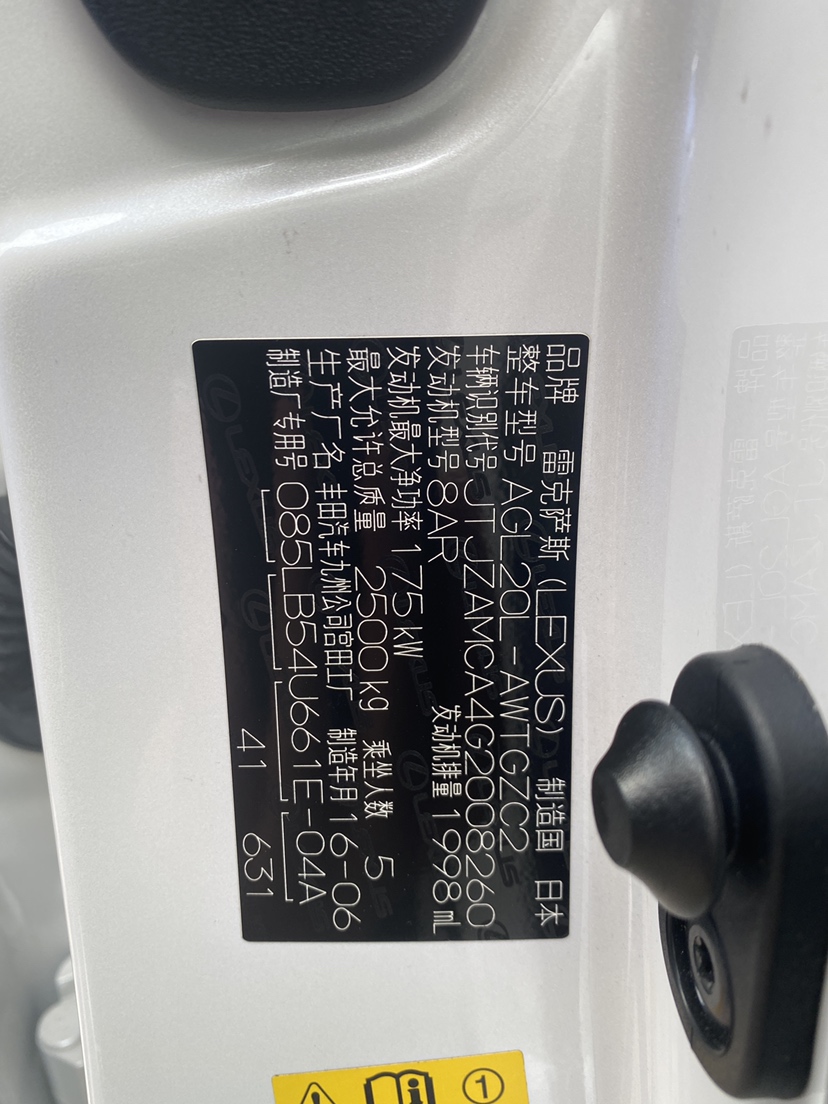 品牌 雷克萨斯(LEXUS) 制造国 日本
整车型号 AGL20L-AWTGZC2
车辆识别代号 JTJZAMCA4G2008260
发动机型号 8AR 发动机排量 1998mL
发动机最大净功率 175kW
最大允许总质量 2500kg 乘坐人数 5
生产厂名 丰田汽车九州公司宫田工厂 制造年月 16-06
制造厂专用号 085LB54U661E-04A
41 631
1